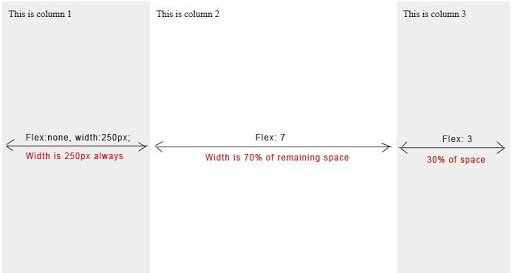 This is column 1
This is column 2
This is column 3
Flex:none, width:250px;
Width is 250px always
Flex: 7
Width is 70% of remaining space
Flex: 3
30% of space